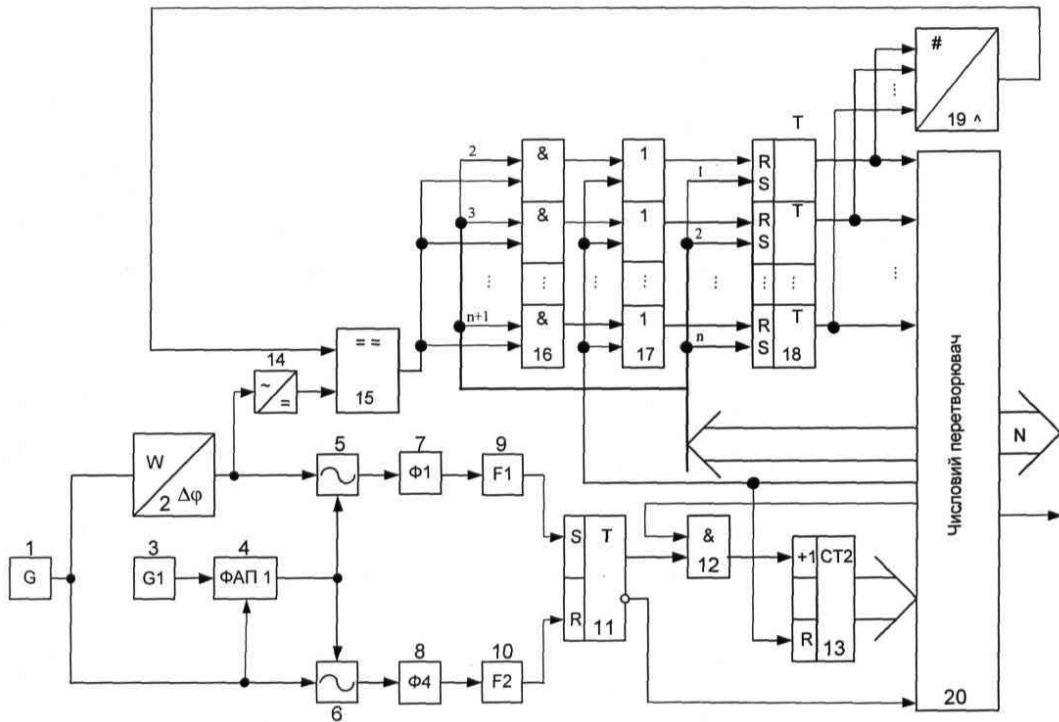 #
19 ^
T
2
&
1
1
R
S
3
&
1
2
R
T
S
...
...
...
...
...
...
...
n+1
&
1
n
R
T
S
16
17
18
14
~
=
= =
15
W
2 Δφ
5
7
Ф1
9
F1
1
G
3
G1
4
ФАП 1
S
T
R
11
&
12
+1
СТ2
R
13
6
8
Ф4
10
F2
Числовий перетворювач
20
N